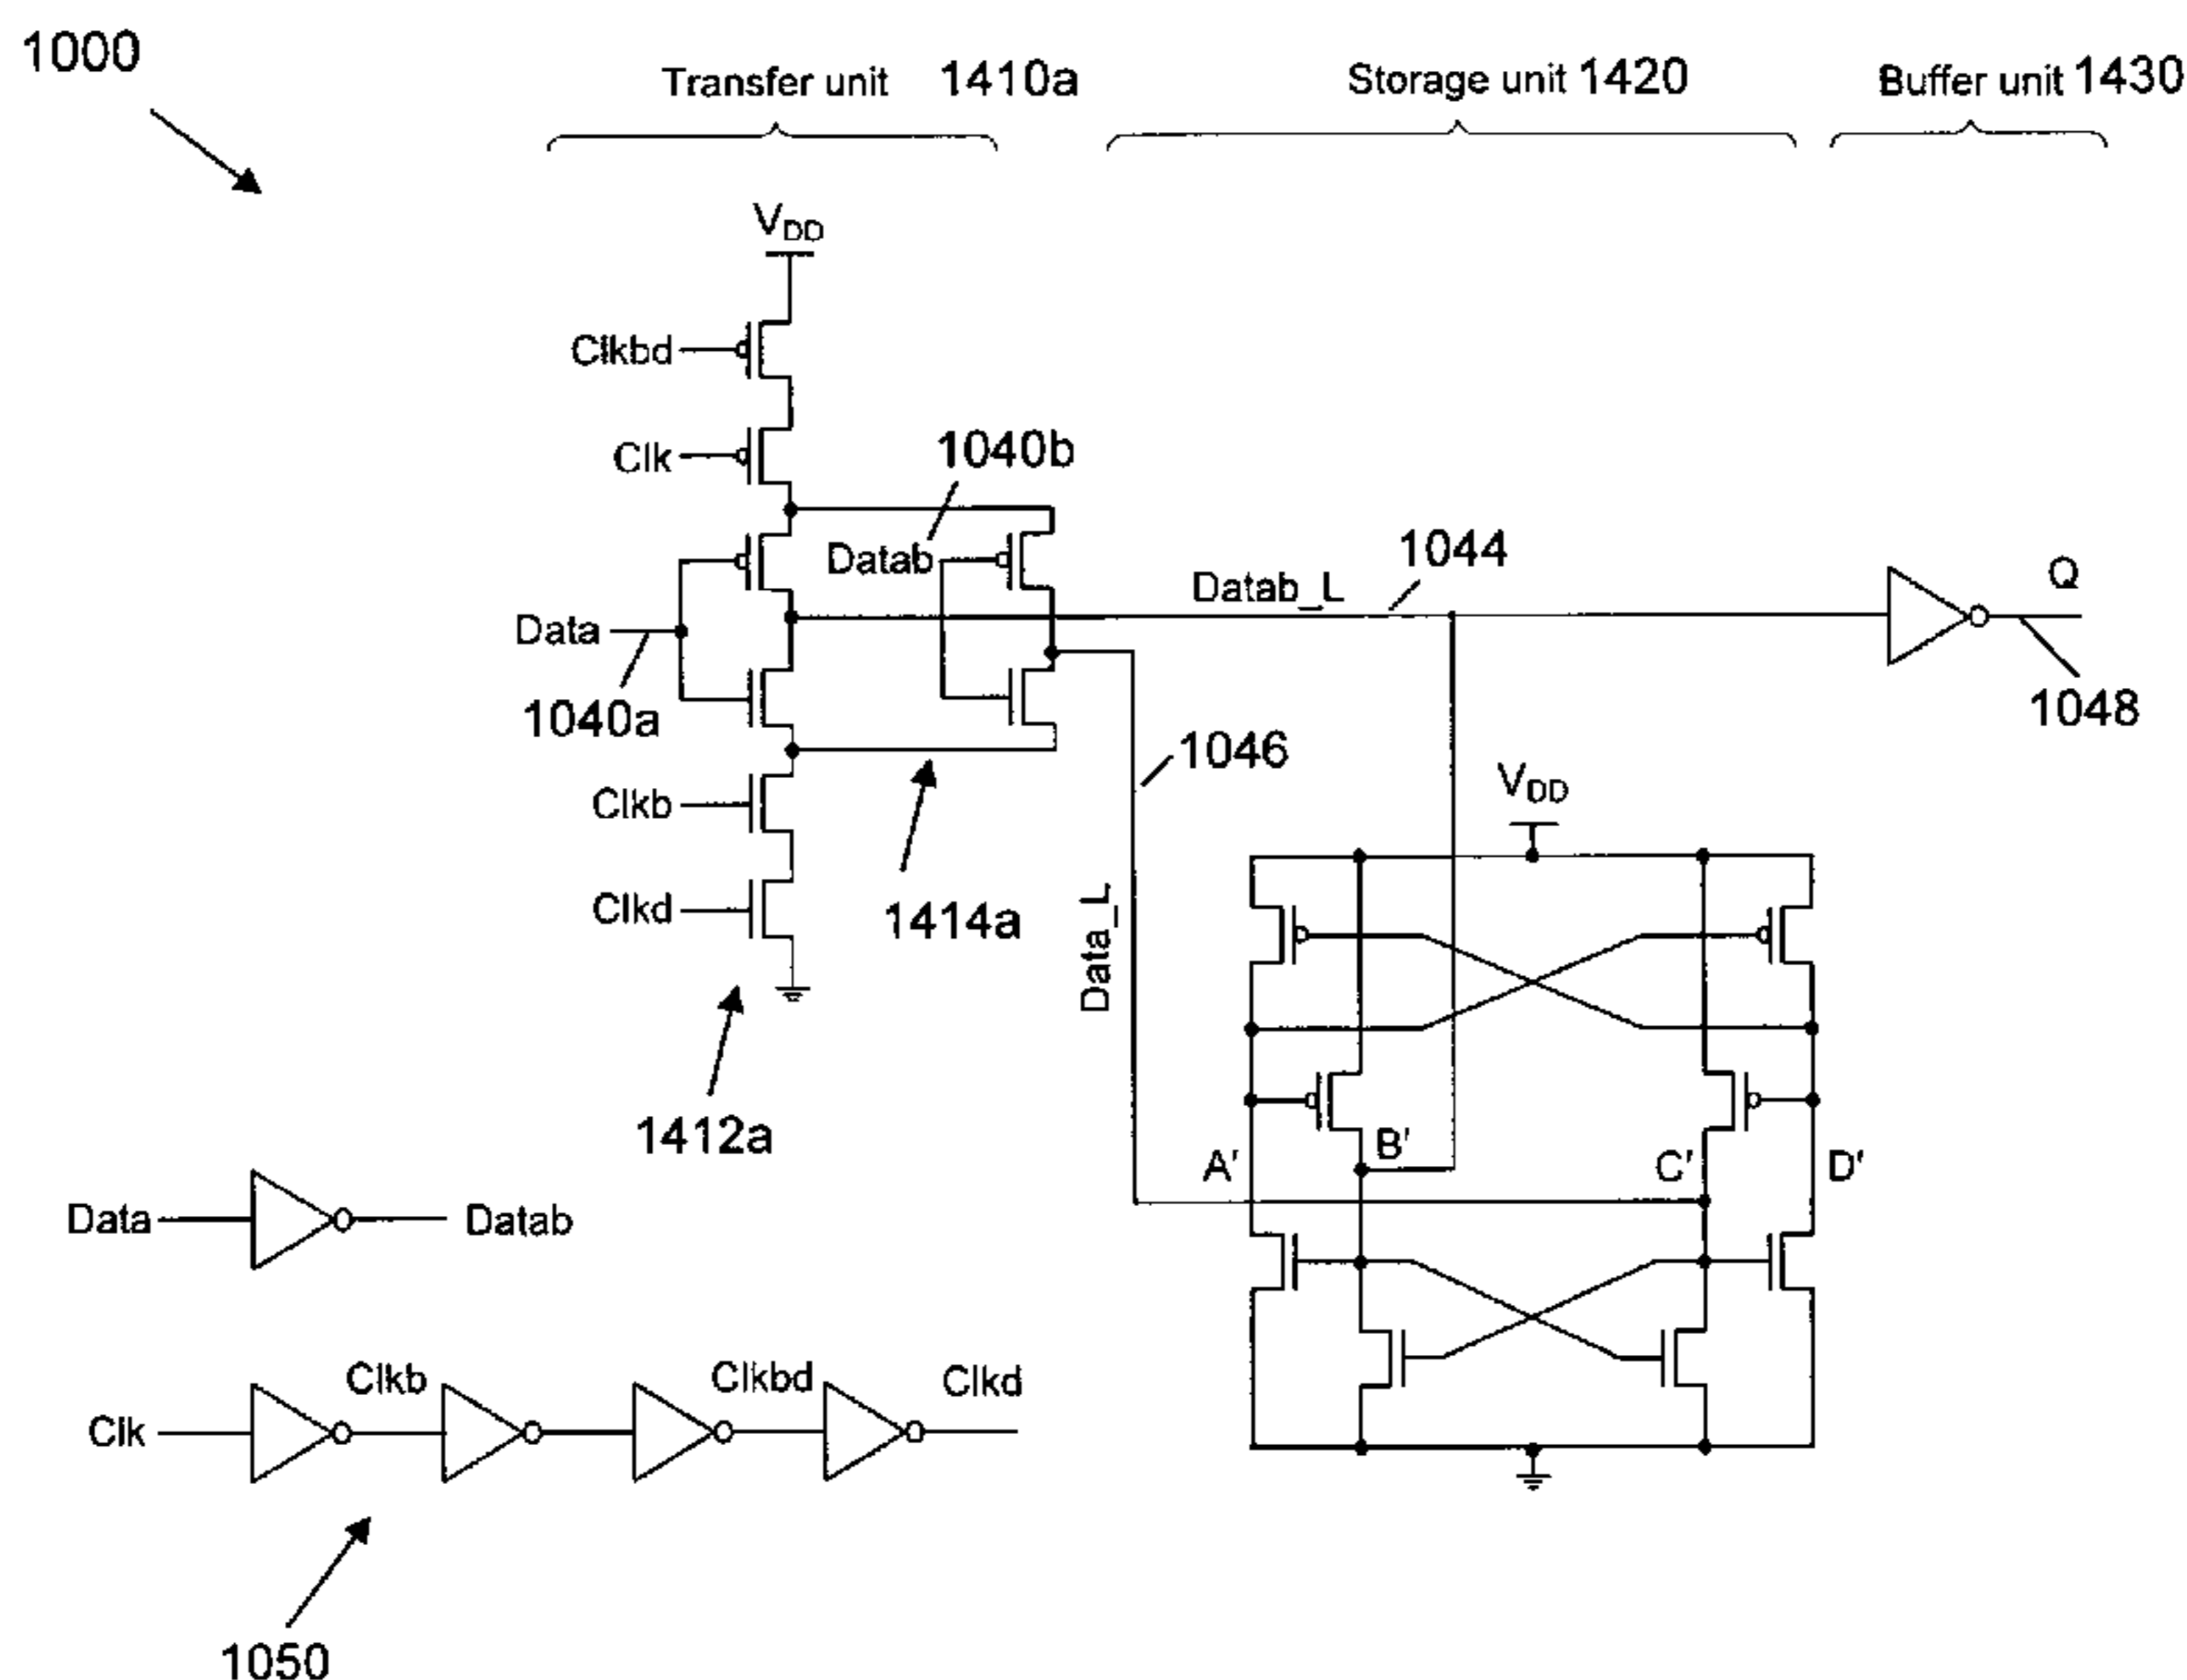 1000
Transfer unit 1410a
Storage unit 1420
Buffer unit 1430
VDD
Clkbd
Clk
1040b
Datab
Data
1040a
Datab_L
1044
Q
1048
1046
Clkb
Clkd
1414a
1412a
Data_L
VDD
A'
B'
C'
D'
Data
Datab
Clk
Clkb
Clkbd
Clkd
1050